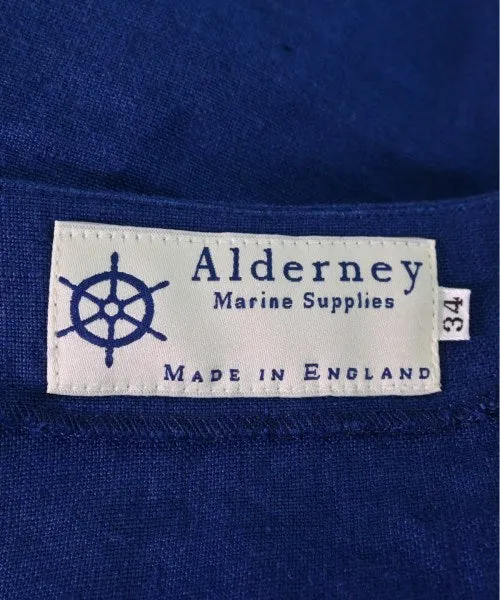 Alderney
Marine Supplies
34
MADE IN ENGLAND